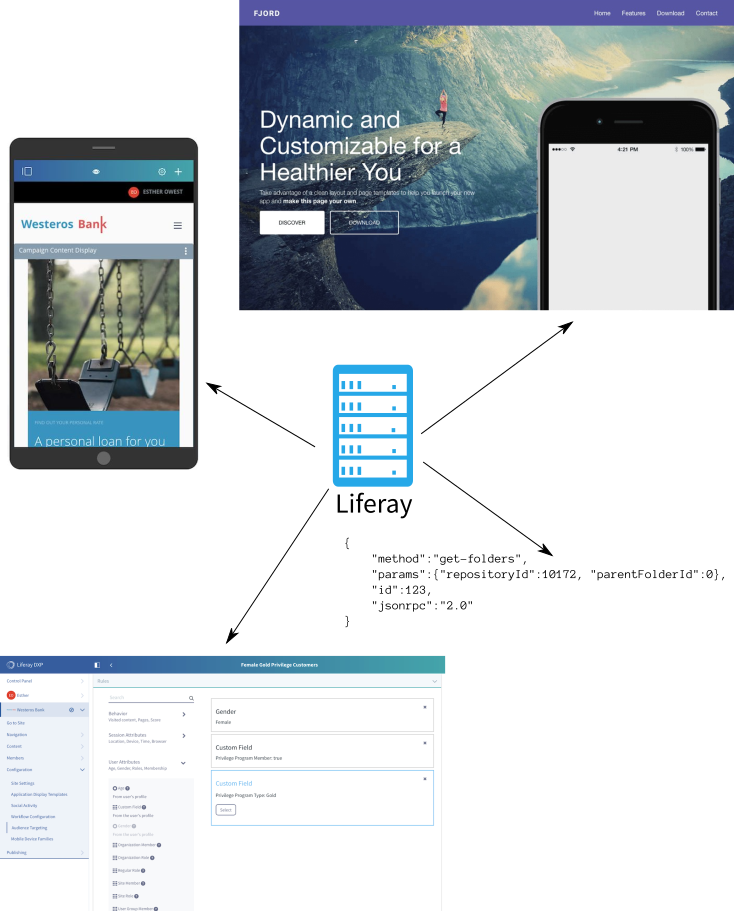 FJORD
Home Features Download Contact
Dynamic and
Customizable for a
Healthier You
Take advantage of a clean layout and page templates to help you launch your new
app and make this page your own
DISCOVER
DOWNLOAD
4:21 PM
100%
EO ESTHER OWEST
Westeros Bank
Campaign Content Display
FIND OUT YOUR PERSONAL RATE
A personal loan for you
Liferay
{
"method":"get-folders",
"params":{"repositoryId":10172, "parentFolderId":0},
"id":123,
"jsonrpc":"2.0"
}
Liferay DXP
Female Gold Privilege Customers
Control Panel
EO Esther
Westeros Bank
Go to Site
Navigation
Content
Members
Configuration
Site Settings
Application Display Templates
Social Activity
Workflow Configuration
Audience Targeting
Mobile Device Families
Publishing
Rules
Search
Behavior
Visited content, Pages, Score
Session Attributes
Location, Device, Time, Browser
User Attributes
Age, Gender, Roles, Membership
Age
From user's profile
Custom Field
From the user's profile
Gender
From the user's profile
Organization Member
Organization Role
Regular Role
Site Member
Site Role
User Group Member
Gender
Female
Custom Field
Privilege Program Member: true
Custom Field
Privilege Program Type: Gold
Select